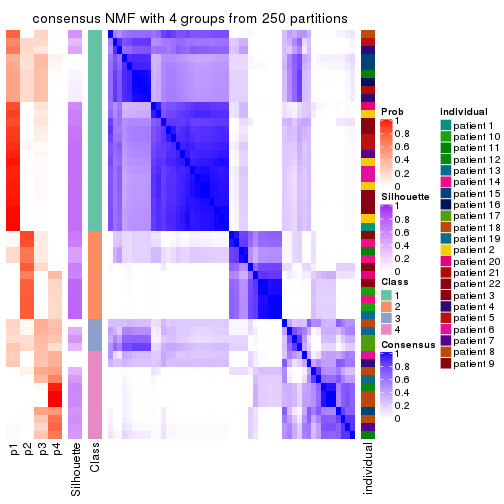 consensus NMF with 4 groups from 250 partitions
p1
p2
p3
p4
Silhouette
Class
individual
Prob
1
0.8
0.6
0.4
0.2
0
Silhouette
1
0.8
0.6
0.4
0.2
0
Class
1
2
3
4
Consensus
1
0.8
0.6
0.4
0.2
0
individual
patient 1
patient 10
patient 11
patient 12
patient 13
patient 14
patient 15
patient 16
patient 17
patient 18
patient 19
patient 2
patient 20
patient 21
patient 22
patient 3
patient 4
patient 5
patient 6
patient 7
patient 8
patient 9